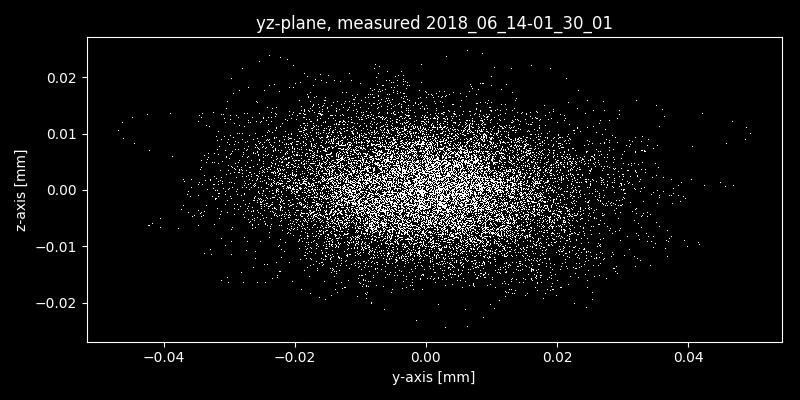 yz-plane, measured 2018_06_14-01_30_01
0.02
0.01
0.00
−0.01
−0.02
z-axis [mm]
−0.04 −0.02 0.00 0.02 0.04
y-axis [mm]